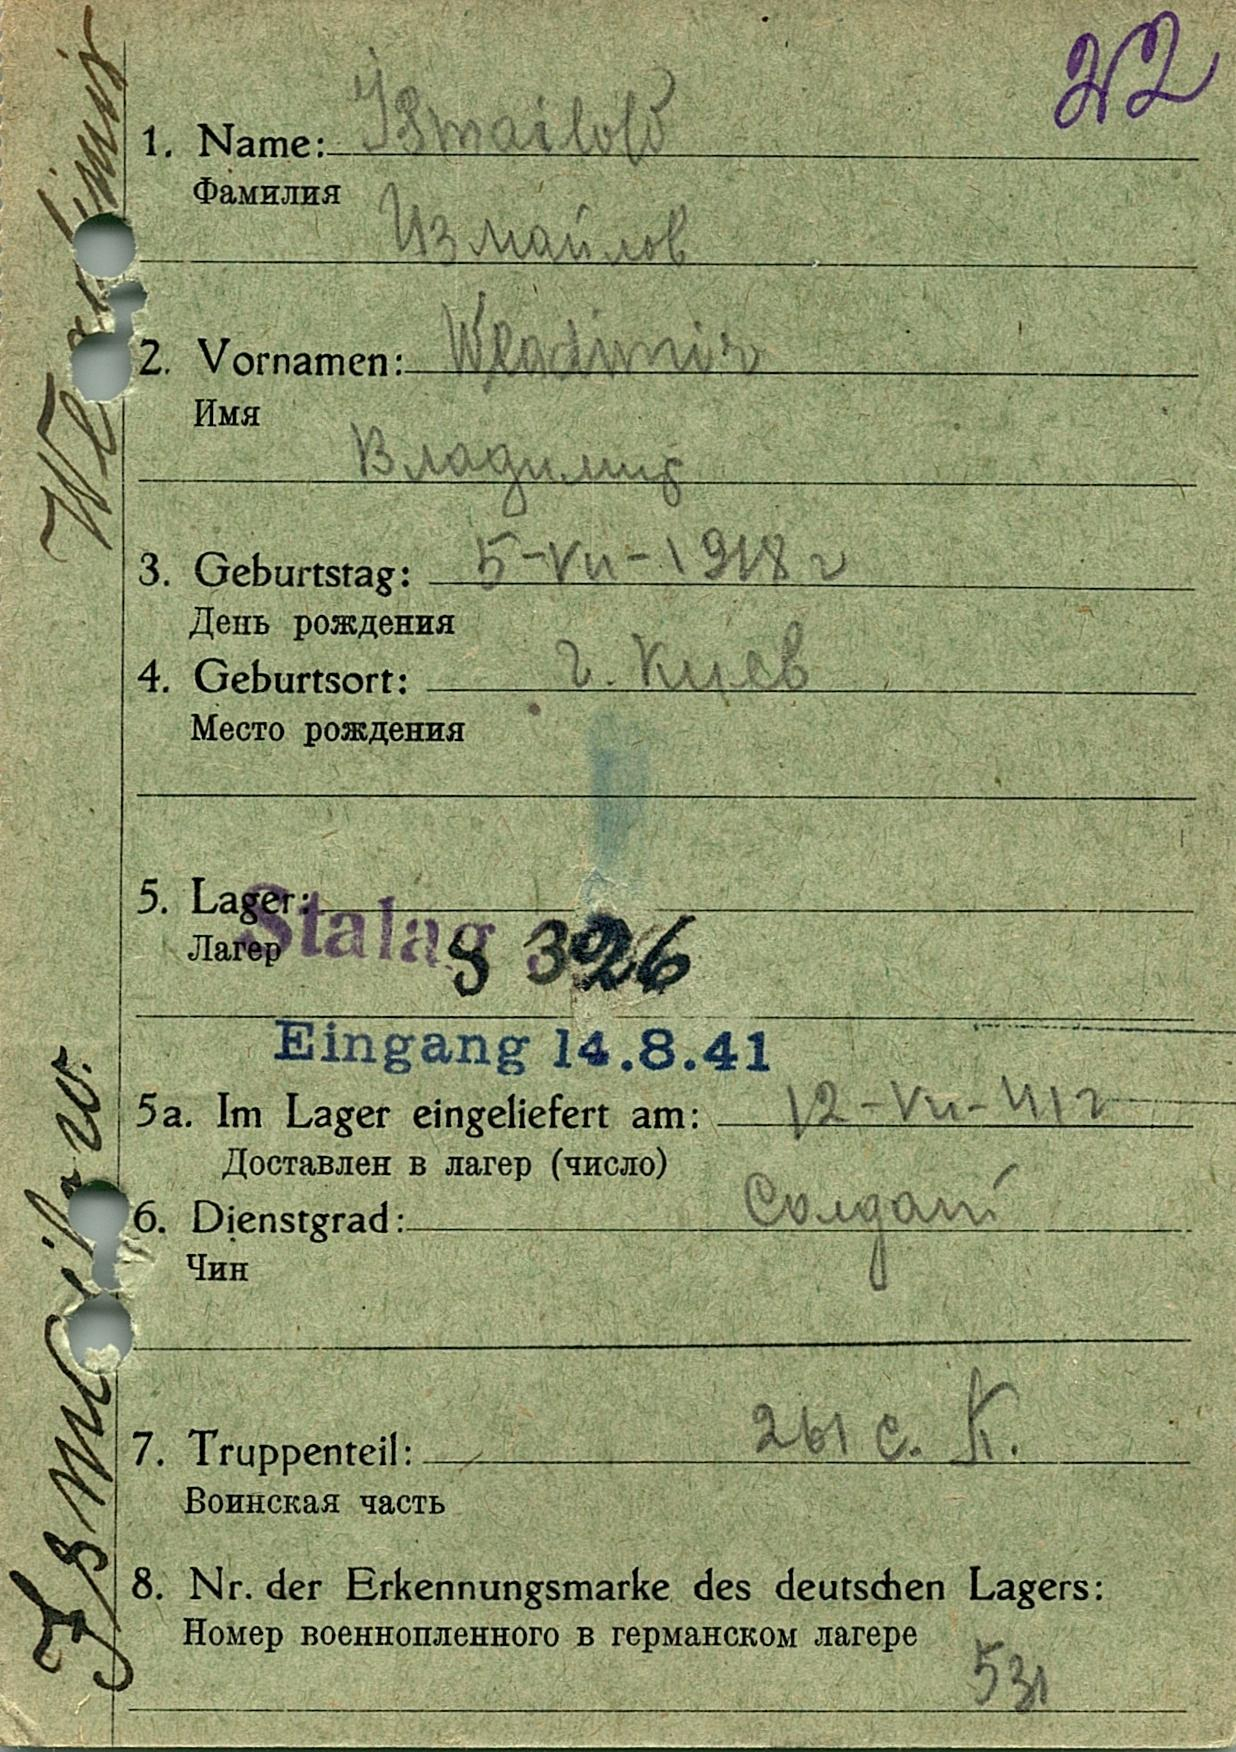 22
1. Name: Ismailow
Фамилия
Измайлов
2. Vornamen: Wladimir
Имя
Владимир
3. Geburtstag: 5-VII-1918 г
День рождения
4. Geburtsort: г. Киев
Место рождения
5. Lager:
Лагер
Stalag 326
Eingang 14.8.41
5a. Im Lager eingeliefert am: 12-VII-41 г
Доставлен в лагер (число)
6. Dienstgrad: Солдат
Чин
7. Truppenteil: 261 с. К.
Воинская часть
8. Nr. der Erkennungsmarke des deutschen Lagers:
Номер военнопленного в германском лагере
531
Ismailow. Wladimir